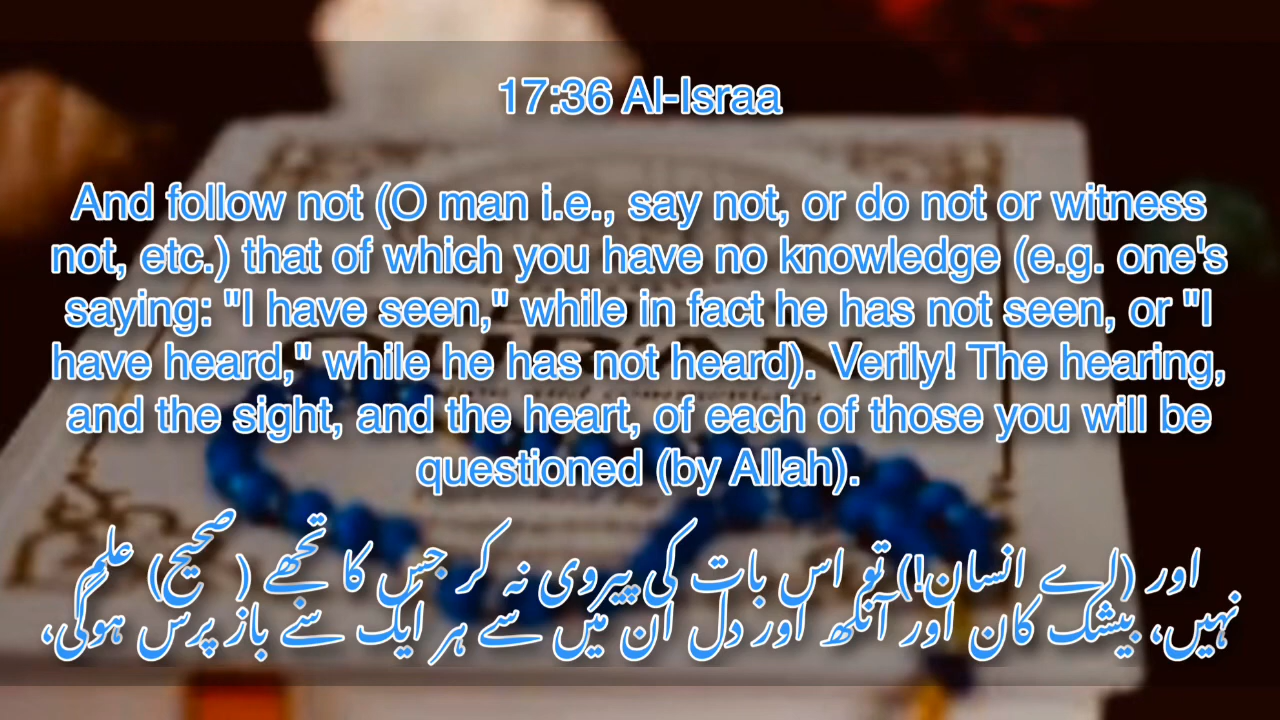 17:36 Al-Israa
And follow not (O man i.e., say not, or do not or witness
not, etc.) that of which you have no knowledge (e.g. one's
saying: "I have seen," while in fact he has not seen, or "I
have heard," while he has not heard). Verily! The hearing,
and the sight, and the heart, of each of those you will be
questioned (by Allah).
اور (اے انسان!) تو اس بات کی پیروی نہ کر جس کا تجھے (صحیح) علم
نہیں، بیشک کان اور آنکھ اور دل ان میں سے ہر ایک سے باز پرس ہوگی،